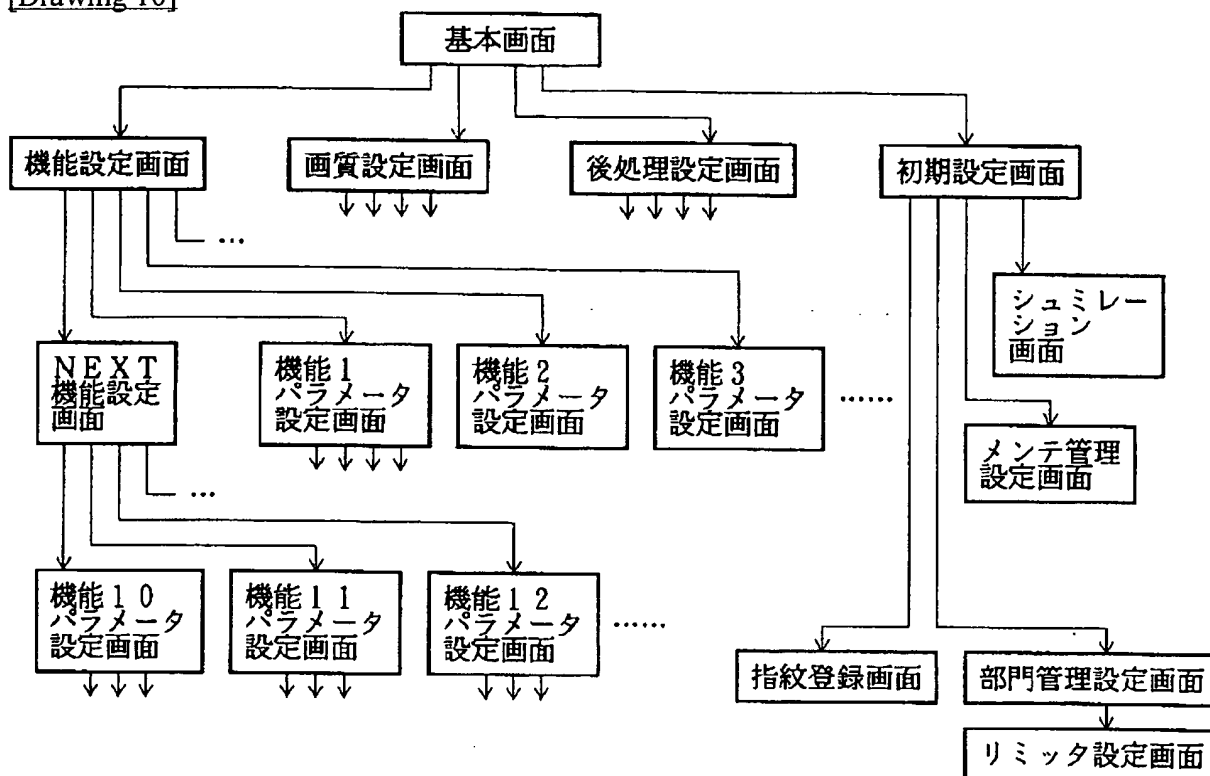 [Drawing 10]
基本画面
機能設定画面
画質設定画面
後処理設定画面
初期設定画面
…
シュミレー
ション
画面
NEXT
機能設定
画面
機能1
パラメータ
設定画面
機能2
パラメータ
設定画面
機能3
パラメータ
設定画面
……
メンテ管理
設定画面
…
機能10
パラメータ
設定画面
機能11
パラメータ
設定画面
機能12
パラメータ
設定画面
……
指紋登録画面
部門管理設定画面
リミッタ設定画面